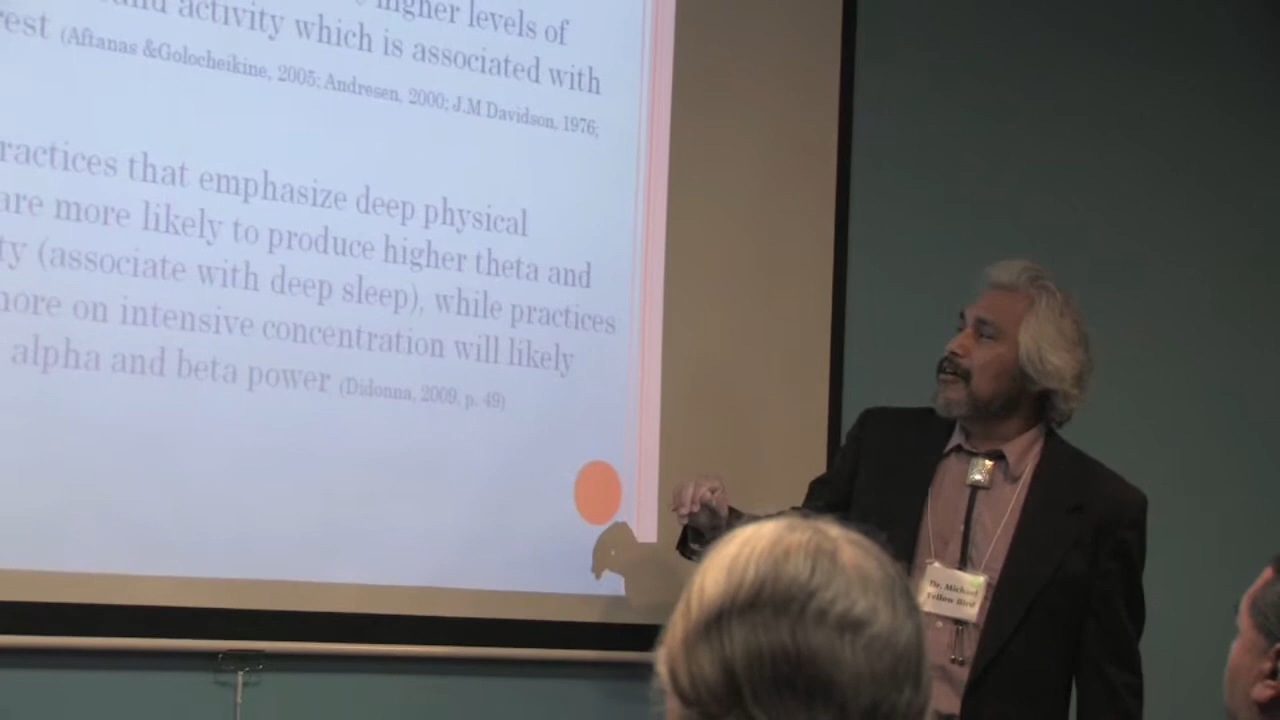 higher levels of
and activity which is associated with
rest (Aftanas &Golocheikine, 2005; Andresen, 2000; J.M Davidson, 1976;
ractices that emphasize deep physical
are more likely to produce higher theta and
ty (associate with deep sleep), while practices
more on intensive concentration will likely
alpha and beta power (Didonna, 2009, p. 49)
Dr. Michael
Yellow Bird